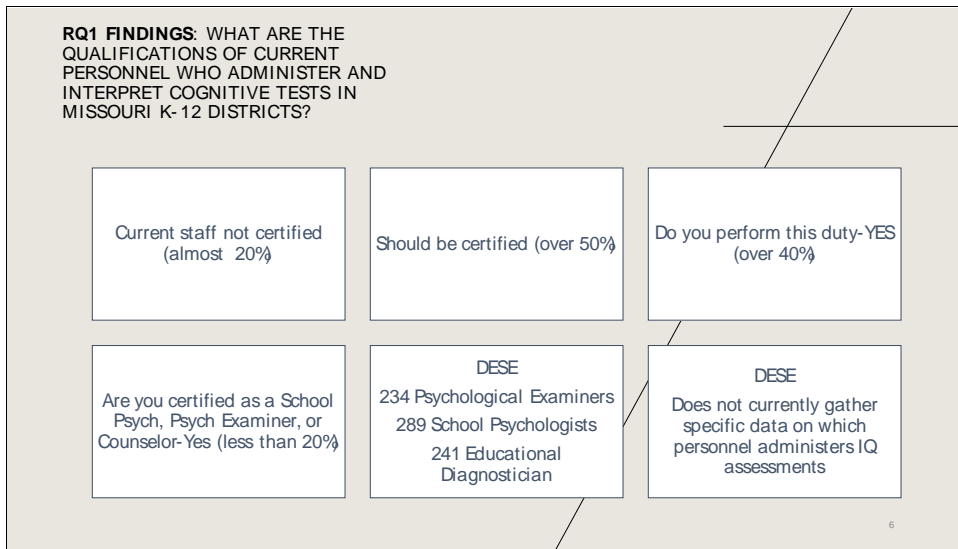 RQ1 FINDINGS: WHAT ARE THE
QUALIFICATIONS OF CURRENT
PERSONNEL WHO ADMINISTER AND
INTERPRET COGNITIVE TESTS IN
MISSOURI K-12 DISTRICTS?
Current staff not certified
(almost 20%)
Should be certified (over 50%)
Do you perform this duty-YES
(over 40%)
Are you certified as a School
Psych, Psych Examiner, or
Counselor-Yes (less than 20%)
DESE
234 Psychological Examiners
289 School Psychologists
241 Educational
Diagnostician
DESE
Does not currently gather
specific data on which
personnel administers IQ
assessments
6